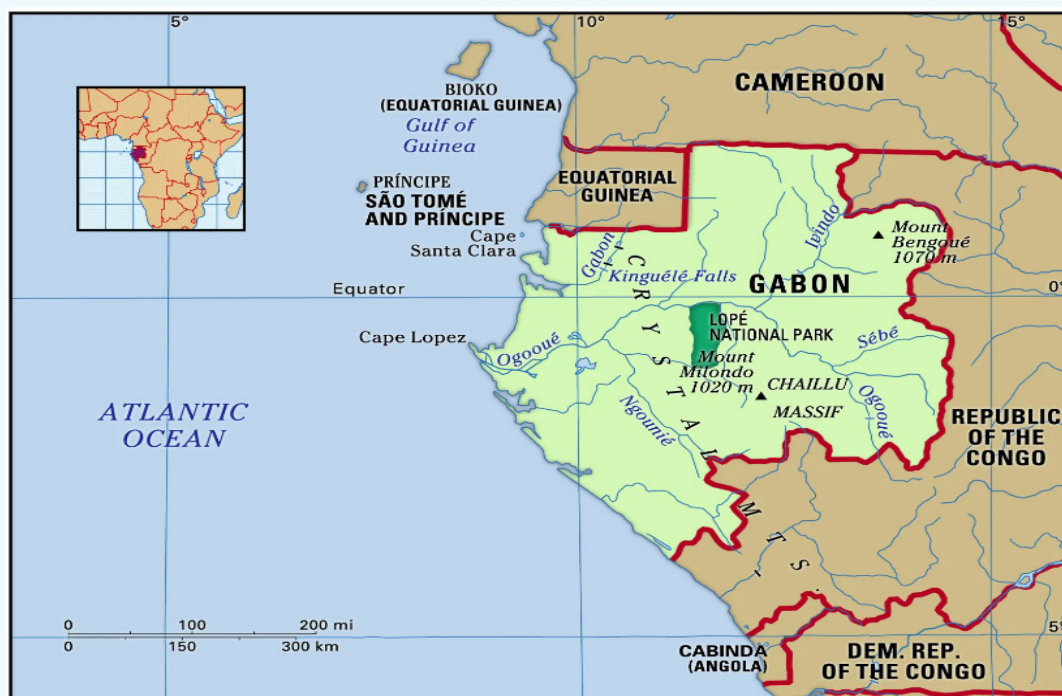 5°
10°
15°
CAMEROON
BIOKO
(EQUATORIAL GUINEA)
Gulf of
Guinea
EQUATORIAL
GUINEA
PRÍNCIPE
SÃO TOMÉ
AND PRÍNCIPE
Cape
Santa Clara
Gabon
Kinguélé Falls
Ivindo
Mount
Bengoué
1070 m
GABON
Equator
0°
LOPÉ
NATIONAL PARK
Cape Lopez
Ogooué
Sébé
Mount
Milondo
1020 m
CHAILLU
MASSIF
Ngounié
Ogooué
CRYSTAL MTS.
ATLANTIC
OCEAN
REPUBLIC
OF THE
CONGO
0 100 200 mi
0 150 300 km
5°
CABINDA
(ANGOLA)
DEM. REP.
OF THE CONGO